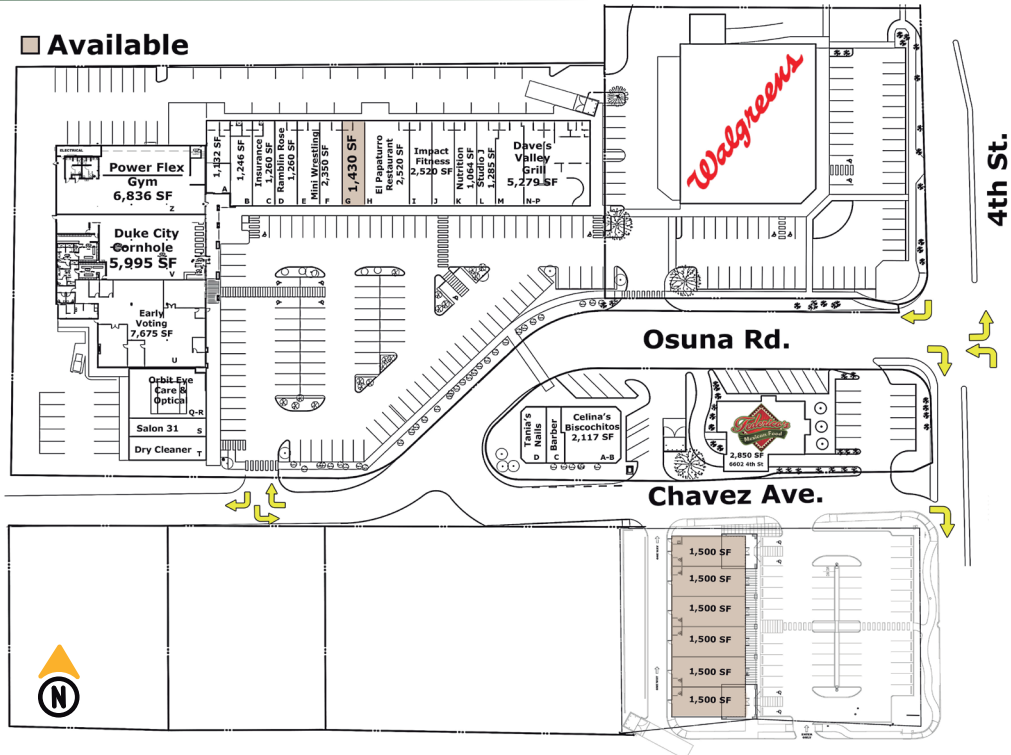 Available
Walgreens
4th St.
ELECTRICAL
Power Flex
Gym
6,836 SF
Z
Duke City
Cornhole
5,995 SF
V
Early
Voting
7,675 SF
U
Orbit Eye
Care &
Optical
Q-R
Salon 31
S
Dry Cleaner
T
1,132 SF
A
1,246 SF
B
Insurance
1,260 SF
C
Ramblin Rose
1,260 SF
D
E
Mini Wrestling
2,350 SF
F
1,430 SF
G
H
El Papaturro
Restaurant
2,520 SF
I
Impact
Fitness
2,520 SF
J
Nutrition
1,064 SF
K
Studio J
1,285 SF
L
M
Dave's
Valley
Grill
5,279 SF
N-P
Osuna Rd.
Tania's
Nails
D
Barber
C
Celina's
Biscochitos
2,117 SF
A-B
Federico's
Mexican Food
2,850 SF
6602 4th St
Chavez Ave.
1,500 SF
1,500 SF
1,500 SF
1,500 SF
1,500 SF
1,500 SF
N